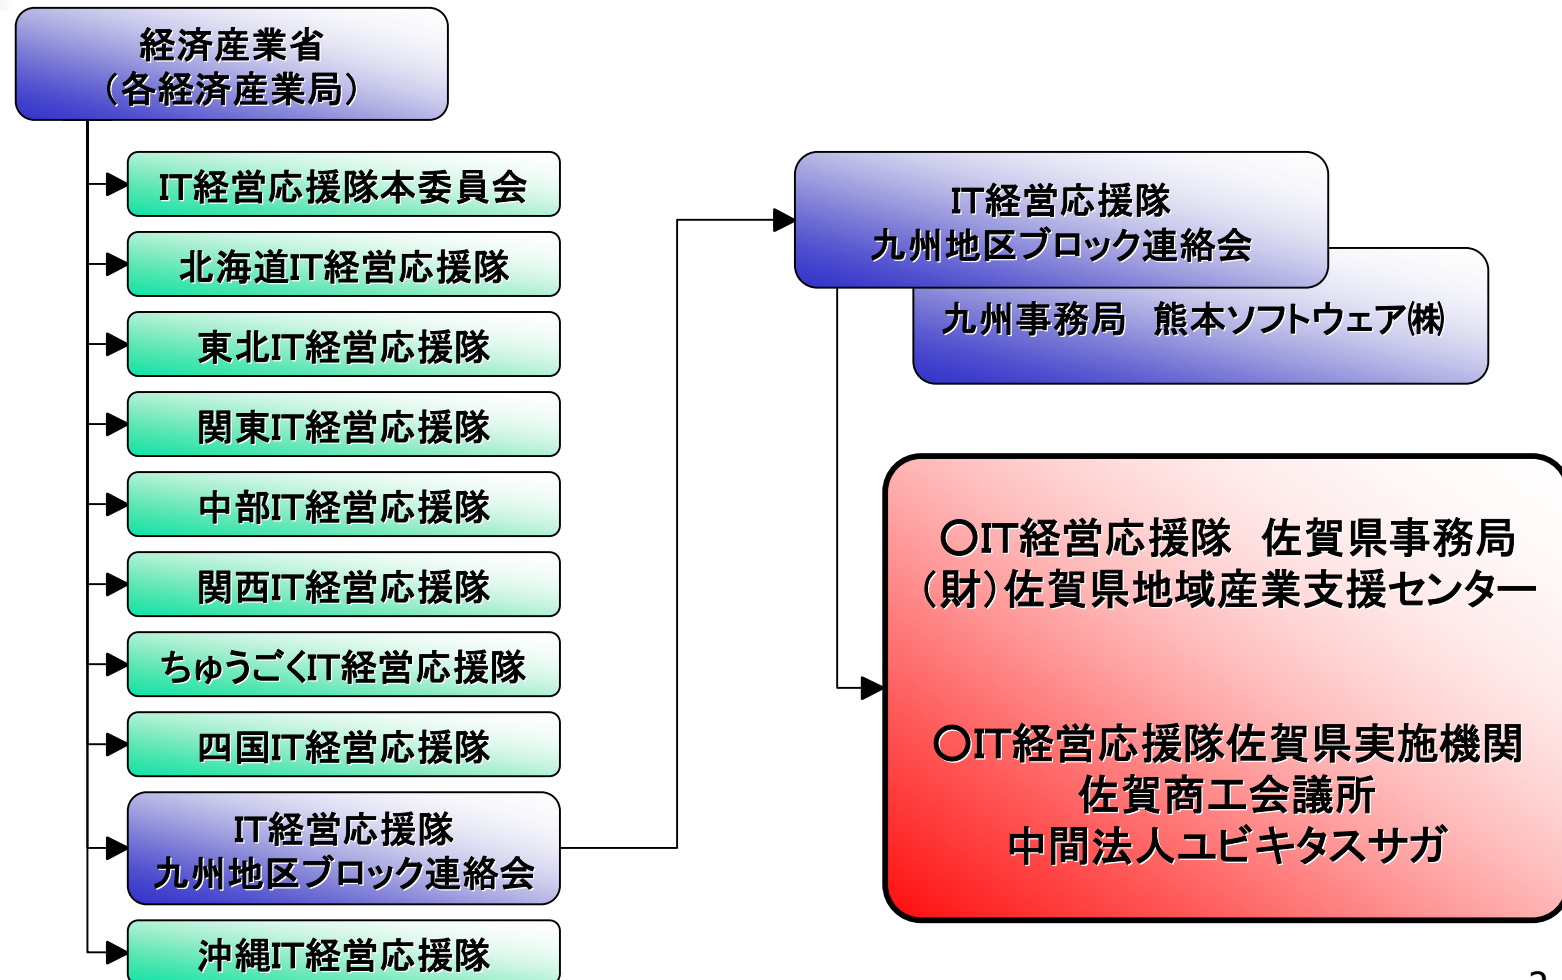 経済産業省
（各経済産業局）
IT経営応援隊本委員会
北海道IT経営応援隊
東北IT経営応援隊
関東IT経営応援隊
中部IT経営応援隊
関西IT経営応援隊
ちゅうごくIT経営応援隊
四国IT経営応援隊
IT経営応援隊
九州地区ブロック連絡会
沖縄IT経営応援隊
IT経営応援隊
九州地区ブロック連絡会
九州事務局　熊本ソフトウェア㈱
〇IT経営応援隊　佐賀県事務局
（財）佐賀県地域産業支援センター
〇IT経営応援隊佐賀県実施機関
佐賀商工会議所
中間法人ユビキタスサガ